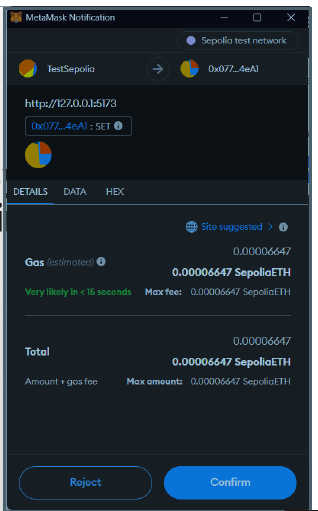 MetaMask Notification
Sepolia test network
TestSepolia
0x077...4eA1
http://127.0.0.1:5173
0x077...4eA1 : SET
DETAILS DATA HEX
Site suggested >
Gas (estimated) 0.00006647
0.00006647 SepoliaETH
Very likely in < 15 seconds Max fee: 0.00006647 SepoliaETH
0.00006647
Total 0.00006647 SepoliaETH
Amount + gas fee Max amount: 0.00006647 SepoliaETH
Reject Confirm